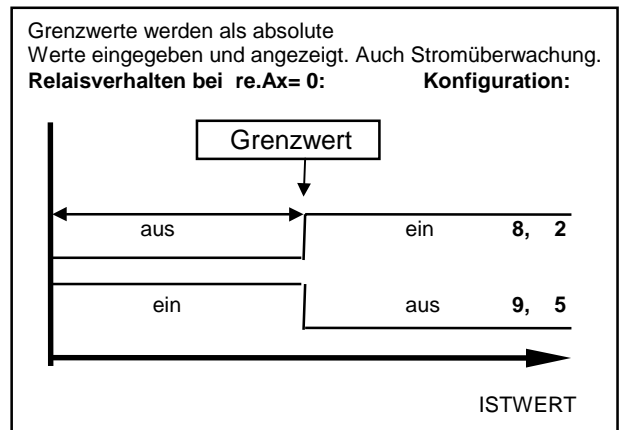 Grenzwerte werden als absolute
Werte eingegeben und angezeigt. Auch Stromüberwachung.
Relaisverhalten bei re.Ax= 0: Konfiguration:
Grenzwert
aus ein 8, 2
ein aus 9, 5
ISTWERT